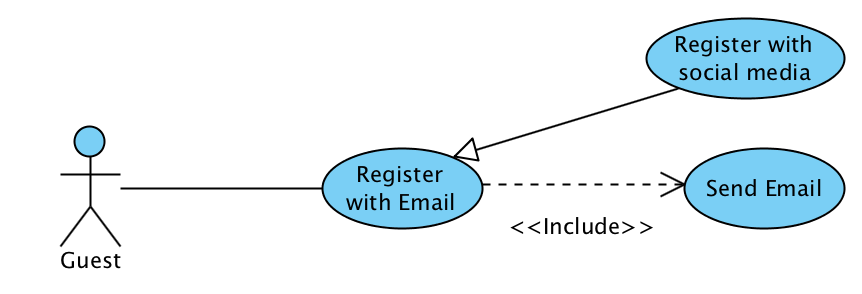 Register with
social media
Register
with Email
Send Email
<<Include>>
Guest